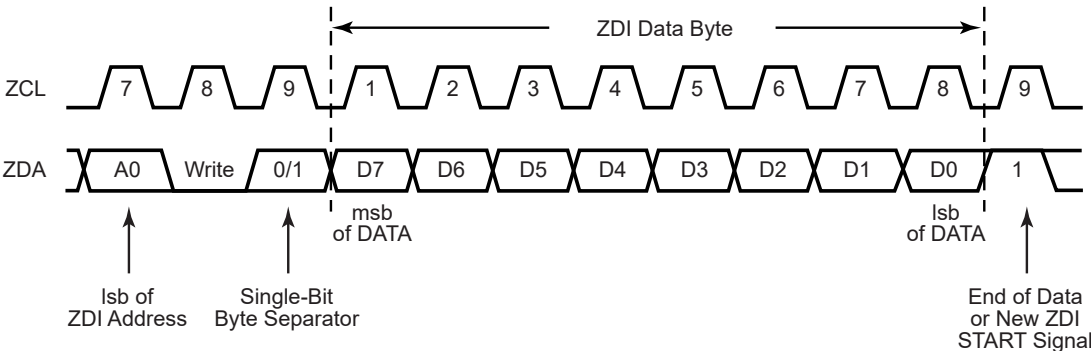 ZDI Data Byte
ZCL 7 8 9 1 2 3 4 5 6 7 8 9
ZDA A0 Write 0/1 D7 D6 D5 D4 D3 D2 D1 D0 1
msb
of DATA
lsb
of DATA
lsb of
ZDI Address
Single-Bit
Byte Separator
End of Data
or New ZDI
START Signal